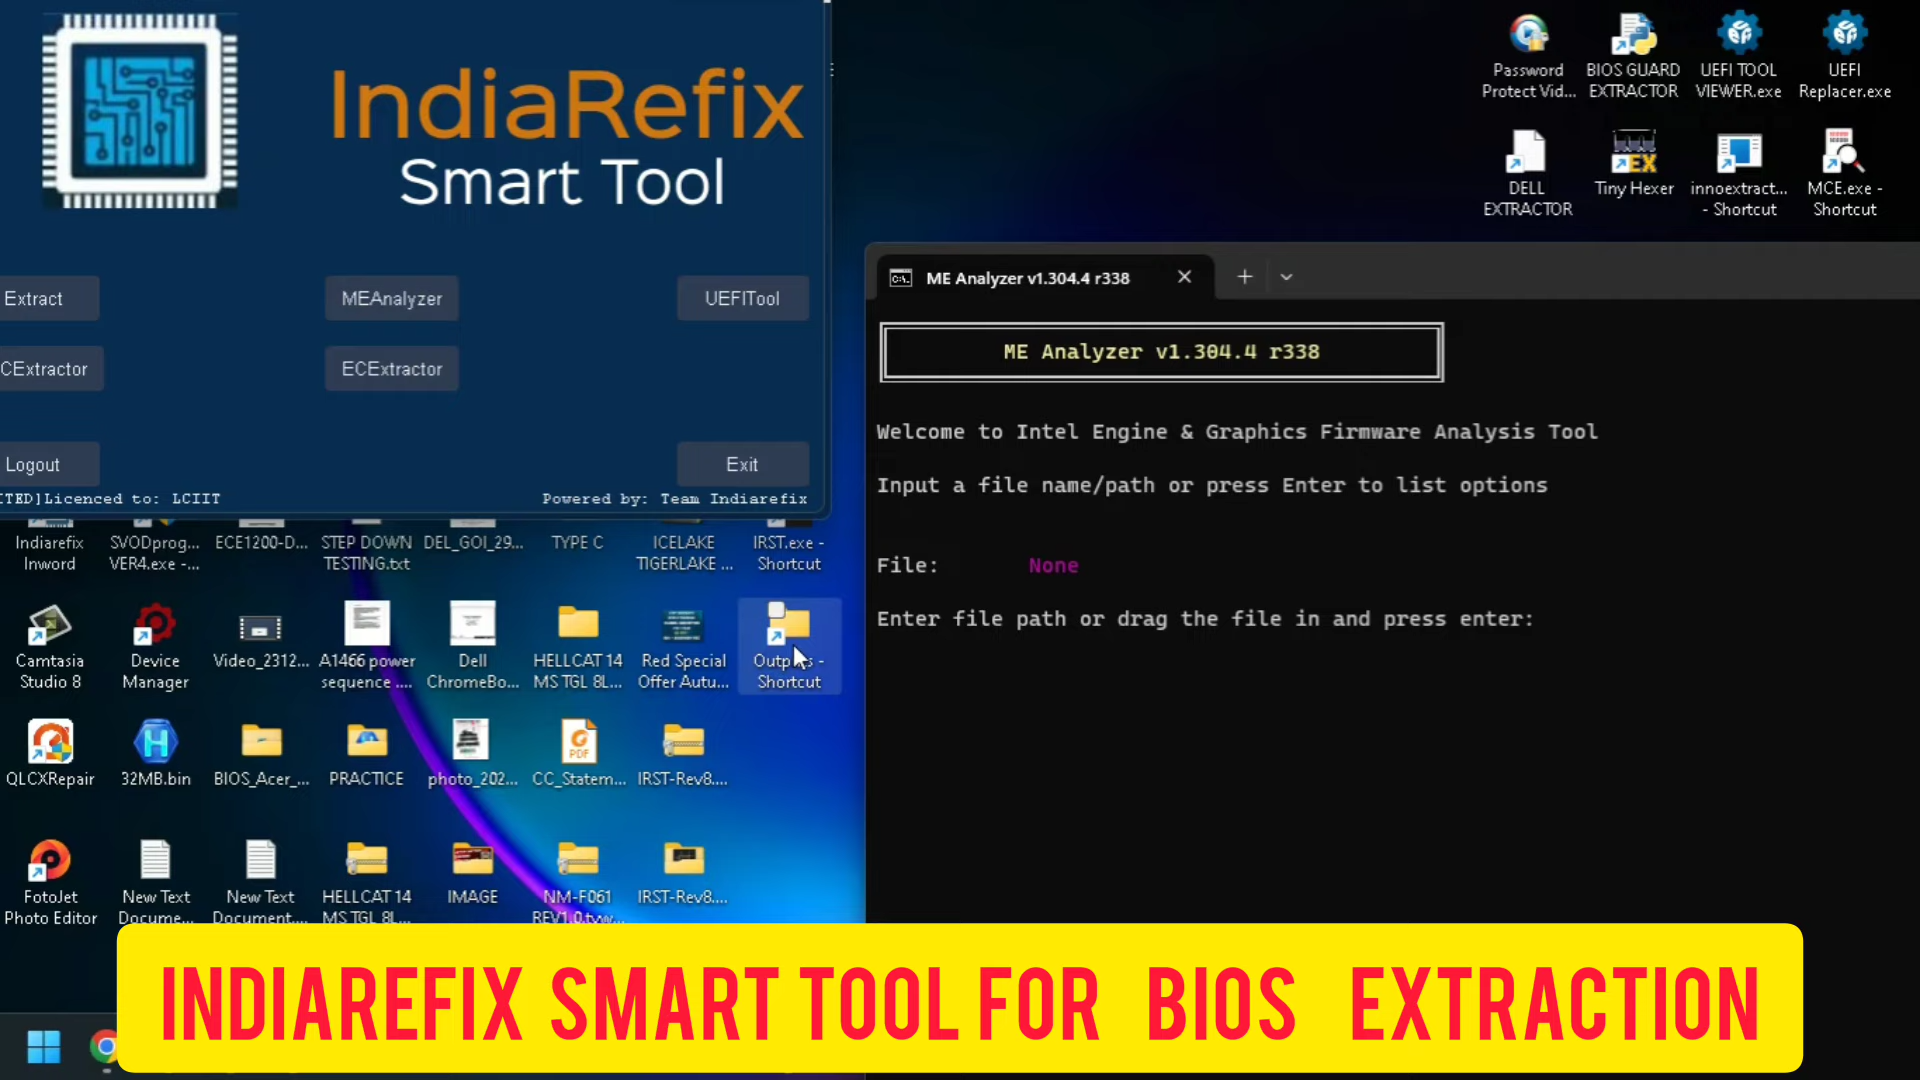 IndiaRefix
Smart Tool
Extract
MEAnalyzer
UEFITool
CExtractor
ECExtractor
Logout
Exit
TED]Licenced to: LCIIT
Powered by: Team Indiarefix
Password
Protect Vid...
BIOS GUARD
EXTRACTOR
UEFI TOOL
VIEWER.exe
UEFI
Replacer.exe
DELL
EXTRACTOR
Tiny Hexer
innoextract...
- Shortcut
MCE.exe -
Shortcut
ME Analyzer v1.304.4 r338
ME Analyzer v1.304.4 r338
Welcome to Intel Engine & Graphics Firmware Analysis Tool
Input a file name/path or press Enter to list options
File: None
Enter file path or drag the file in and press enter:
Indiarefix
Inword
SVODprog...
VER4.exe -...
ECE1200-D...
STEP DOWN
TESTING.txt
DEL_GOI_29...
TYPE C
ICELAKE
TIGERLAKE ...
IRST.exe -
Shortcut
Camtasia
Studio 8
Device
Manager
Video_2312...
A1466 power
sequence ....
Dell
ChromeBo...
HELLCAT 14
MS TGL 8L...
Red Special
Offer Autu...
Shortcut
QLCXRepair
32MB.bin
BIOS_Acer_...
PRACTICE
photo_202...
PDF
CC_Statem...
IRST-Rev8....
FotoJet
Photo Editor
New Text
Docume...
New Text
Document....
HELLCAT 14
MS TGL 8L...
IMAGE
NM-F061
IRST-Rev8....
INDIAREFIX SMART TOOL FOR BIOS EXTRACTION